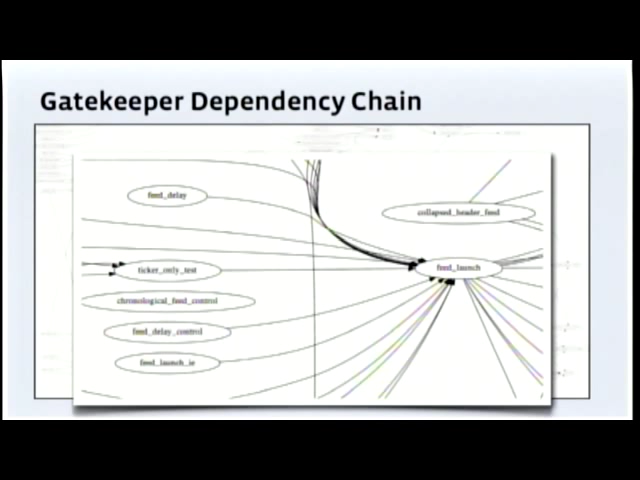 Gatekeeper Dependency Chain
feed_delay
collapsed_header_feed
feed_launch
ticker_only_test
chronological_feed_control
feed_delay_control
feed_launch_ie